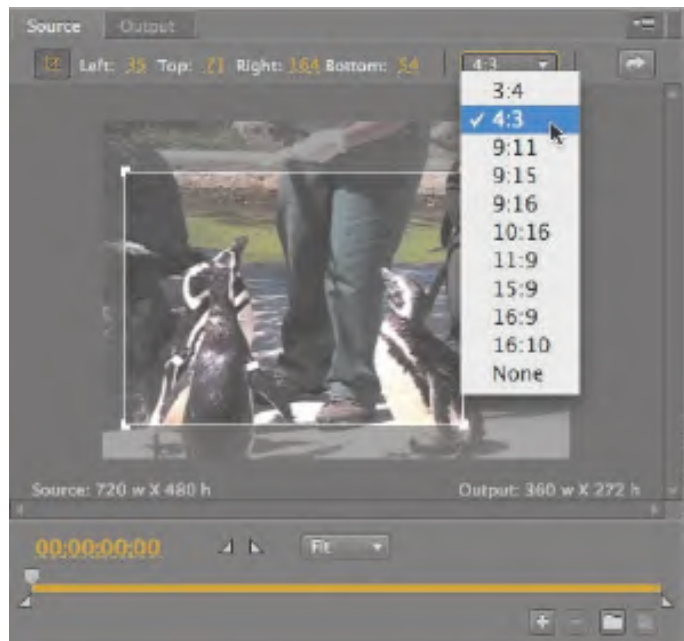 Source Output
Left: 35 Top: 71 Right: 164 Bottom: 54 4:3
3:4
✓ 4:3
9:11
9:15
9:16
10:16
11:9
15:9
16:9
16:10
None
Source: 720 w X 480 h Output: 360 w X 272 h
00;00;00;00 Fit